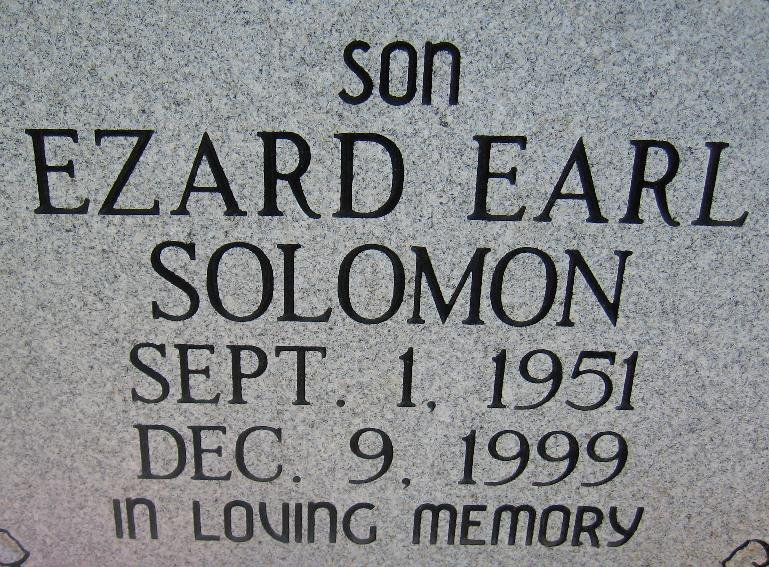 son
EZARD EARL
SOLOMON
SEPT. 1, 1951
DEC. 9, 1999
IN LOVING MEMORY